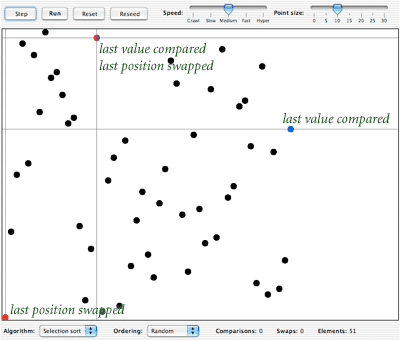 Step Run Reset Reseed Speed: Point size:
Crawl Slow Medium Fast Hyper 0 5 10 15 20 25 30
last value compared
last position swapped
last value compared
last position swapped
Algorithm: Selection sort Ordering: Random Comparisons: 0 Swaps: 0 Elements: 51